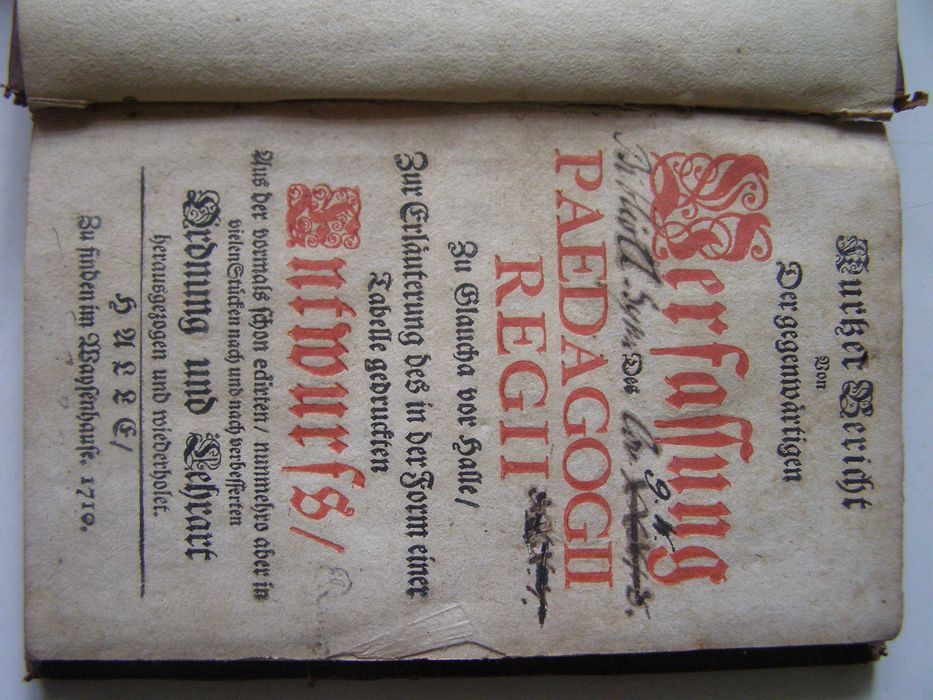 Kurtzer Bericht
Von
Der gegenwärtigen
Verfassung
Des
PAEDAGOGII
REGII
Zu Glaucha vor Halle/
Zur Erläuterung des in der Form einer
Tabelle gedruckten
Entwurfs/
Aus der vormals schon edirten/ nunmehro aber in
vielen Stücken nach und nach verbesserten
Ordnung und Lehrart
herausgezogen und wiederholet.
HALLE/
Zu finden im Wäysenhause. 1710.